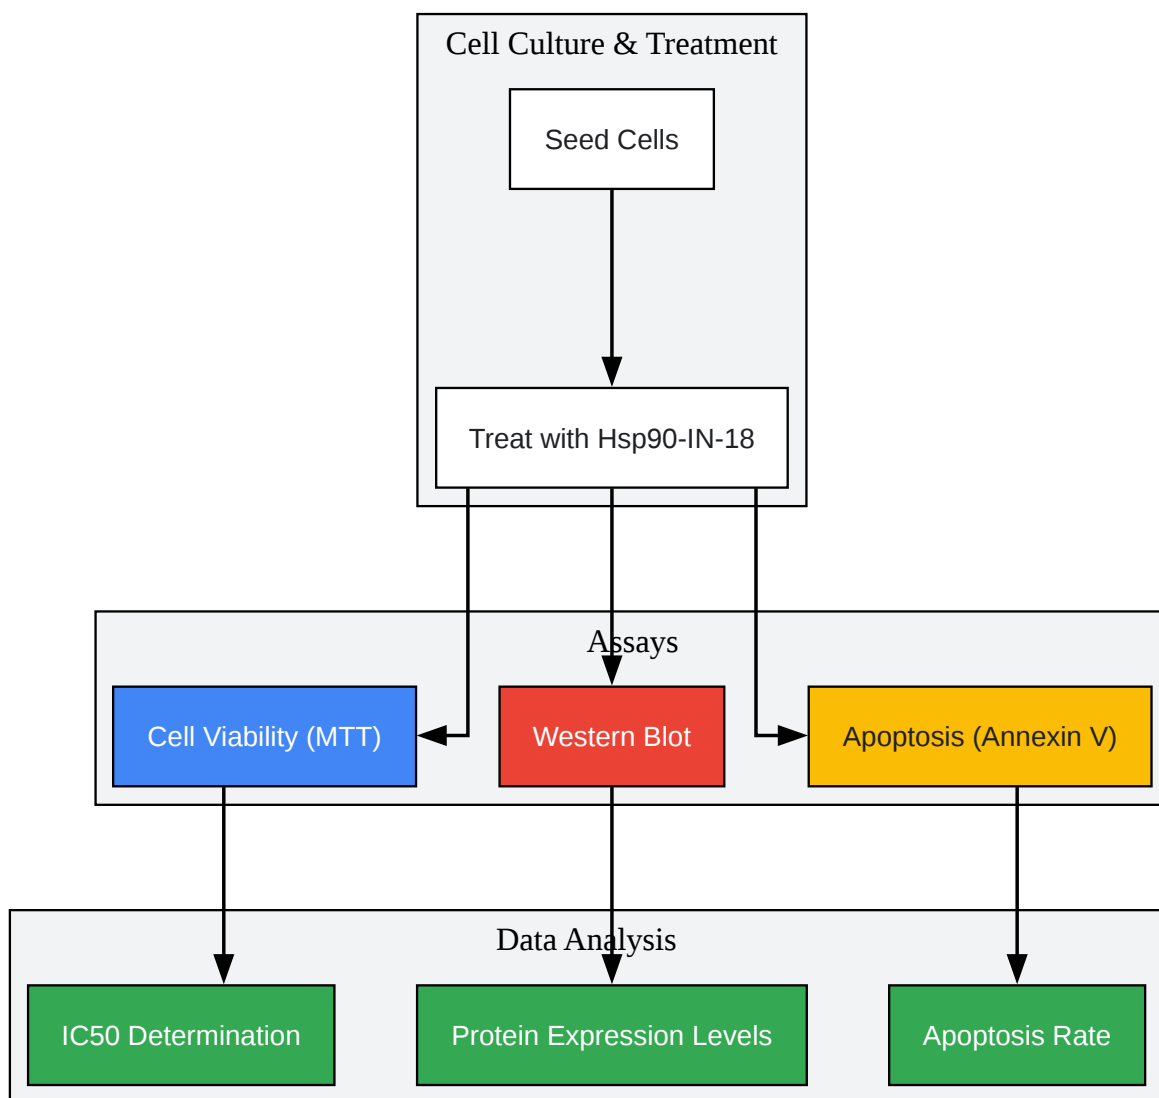 Cell Culture & Treatment
Seed Cells
Treat with Hsp90-IN-18
Assays
Cell Viability (MTT)
Western Blot
Apoptosis (Annexin V)
Data Analysis
IC50 Determination
Protein Expression Levels
Apoptosis Rate